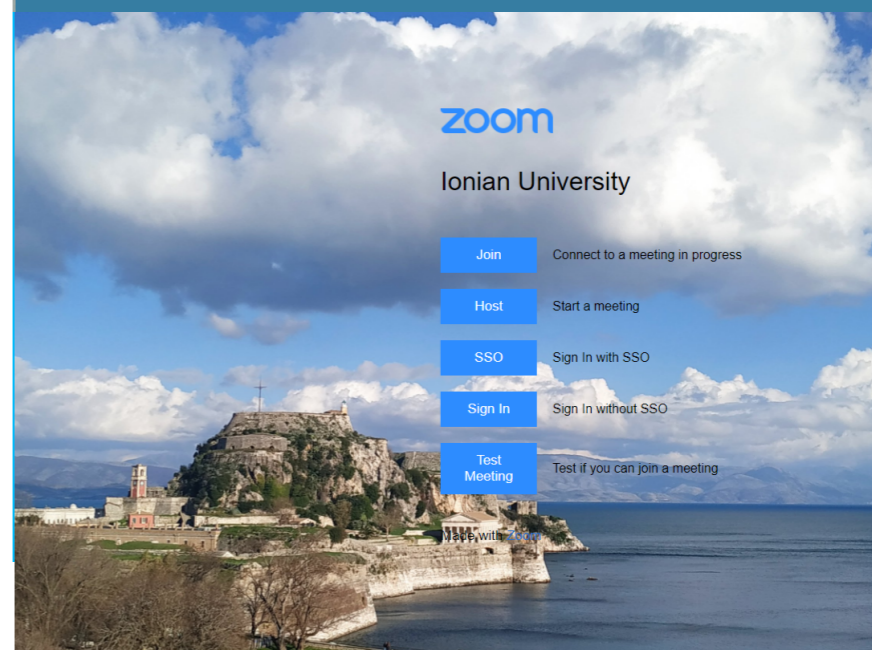 zoom
Ionian University
Join Connect to a meeting in progress
Host Start a meeting
SSO Sign In with SSO
Sign In Sign In without SSO
Test
Meeting Test if you can join a meeting
Made with Zoom